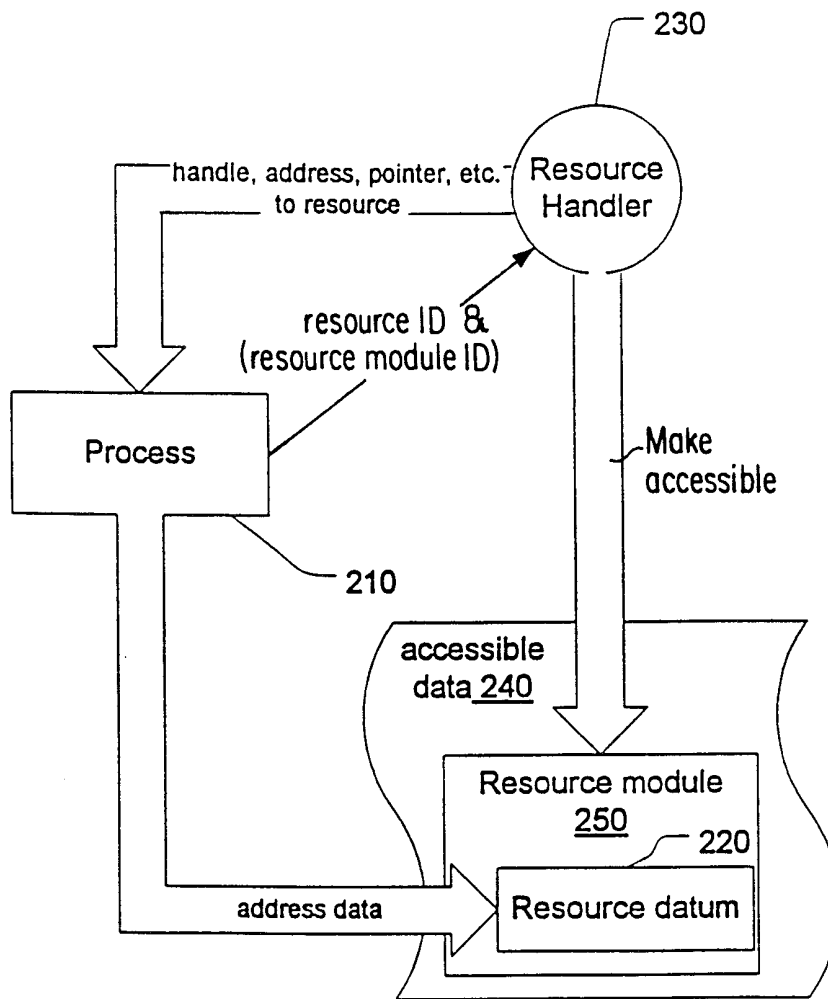 230
handle, address, pointer, etc.
to resource
Resource
Handler
resource ID &
(resource module ID)
Process
Make
accessible
210
accessible
data 240
Resource module
250
220
address data
Resource datum